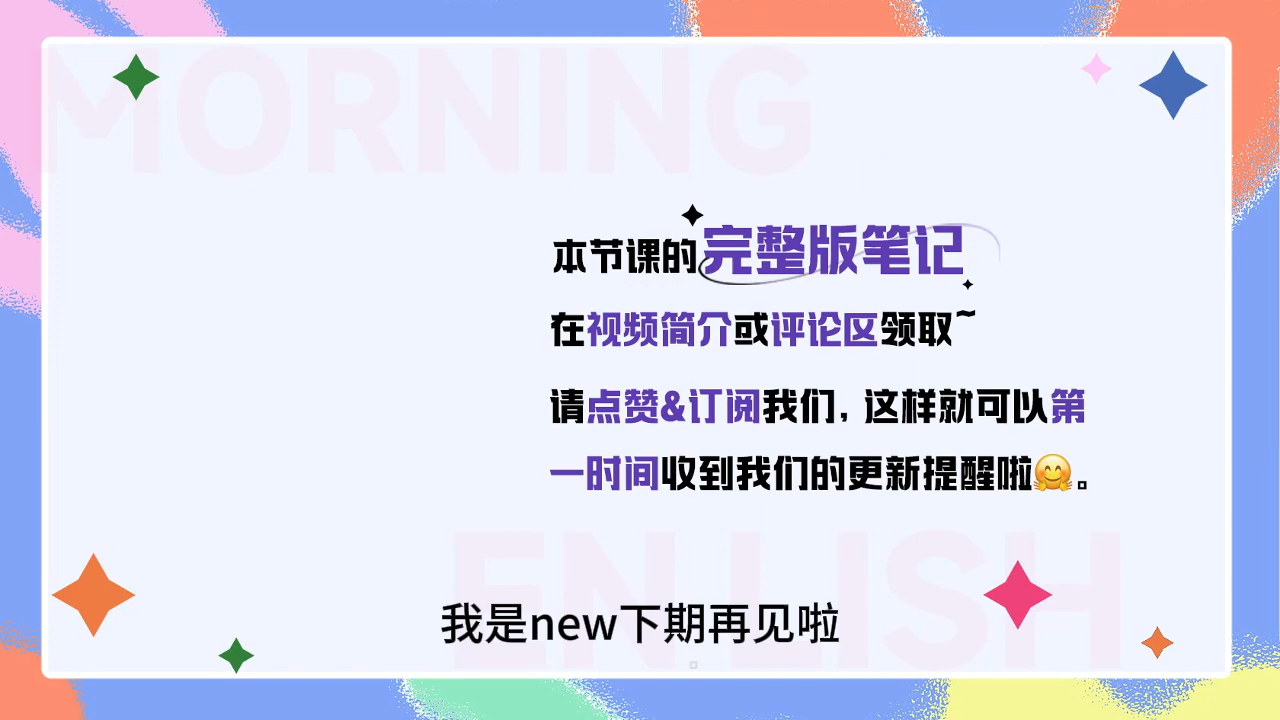 MORNING
本节课的完整版笔记
在视频简介或评论区领取~
请点赞&订阅我们，这样就可以第
一时间收到我们的更新提醒啦🤗。
EN LISH
我是new下期再见啦